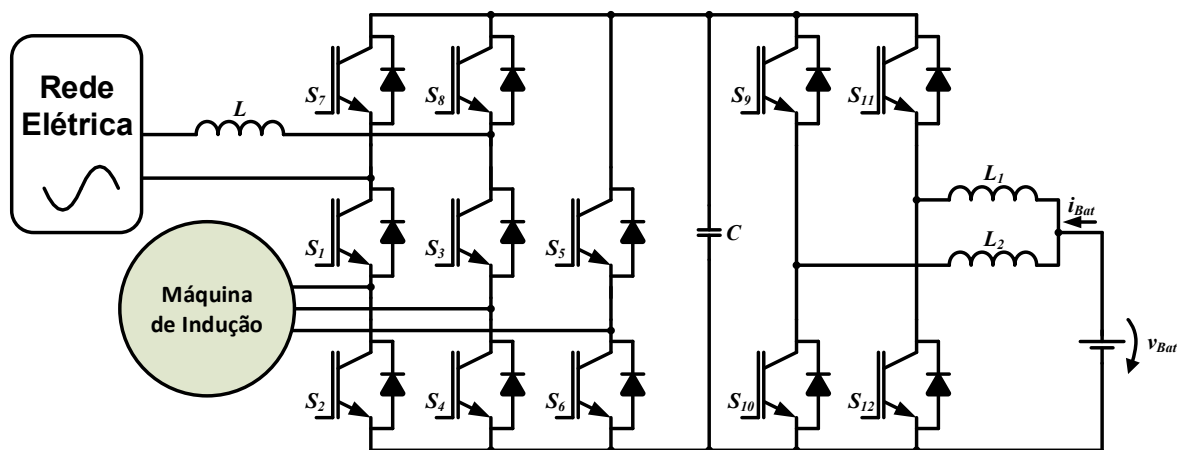 Rede
Elétrica
L
S7
S8
S9
S11
S1
S3
S5
C
L1
L2
iBat
Máquina
de Indução
S2
S4
S6
S10
S12
vBat